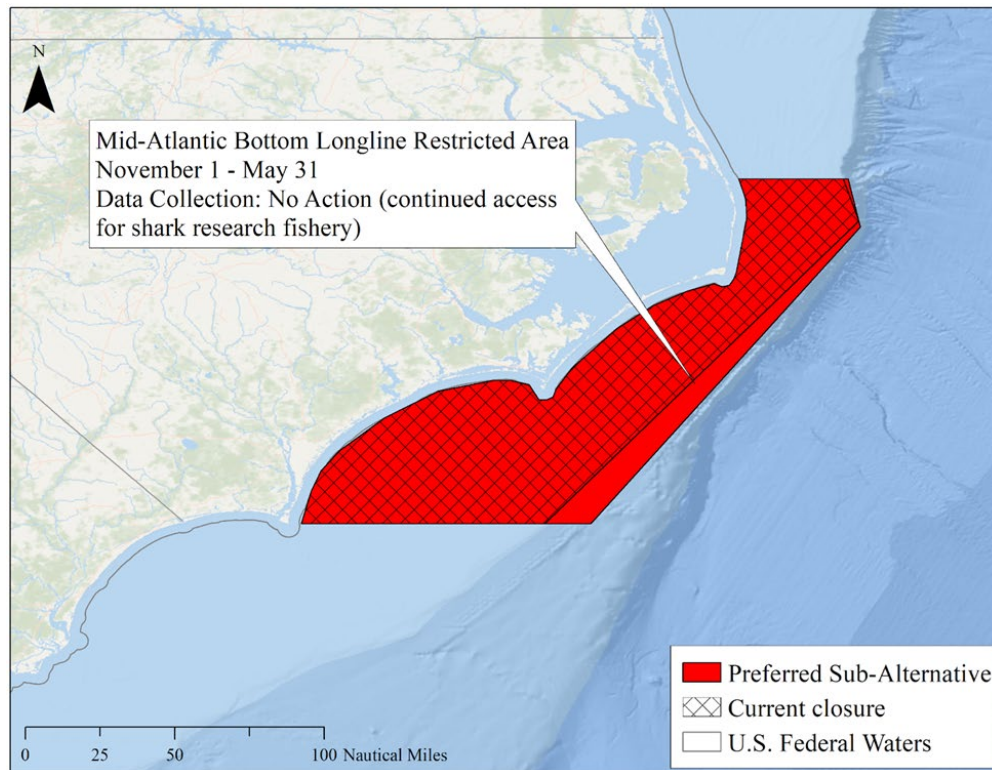 N
Mid-Atlantic Bottom Longline Restricted Area
November 1 - May 31
Data Collection: No Action (continued access
for shark research fishery)
Preferred Sub-Alternative
Current closure
U.S. Federal Waters
0 25 50 100 Nautical Miles